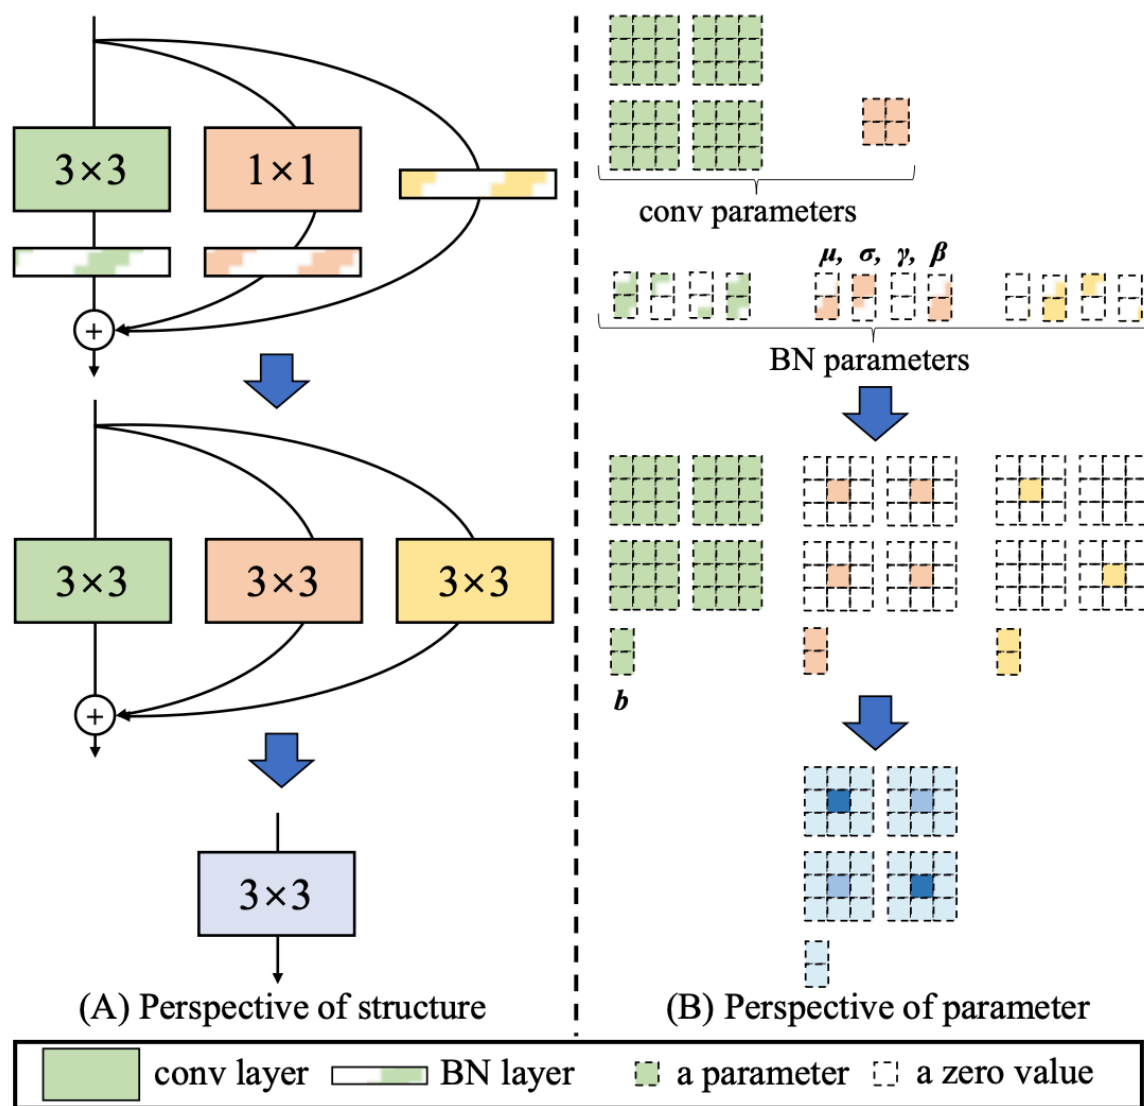 3×3
1×1
+
3×3
3×3
3×3
+
3×3
(A) Perspective of structure
conv parameters
μ, σ, γ, β
BN parameters
b
(B) Perspective of parameter
conv layer
BN layer
a parameter
a zero value